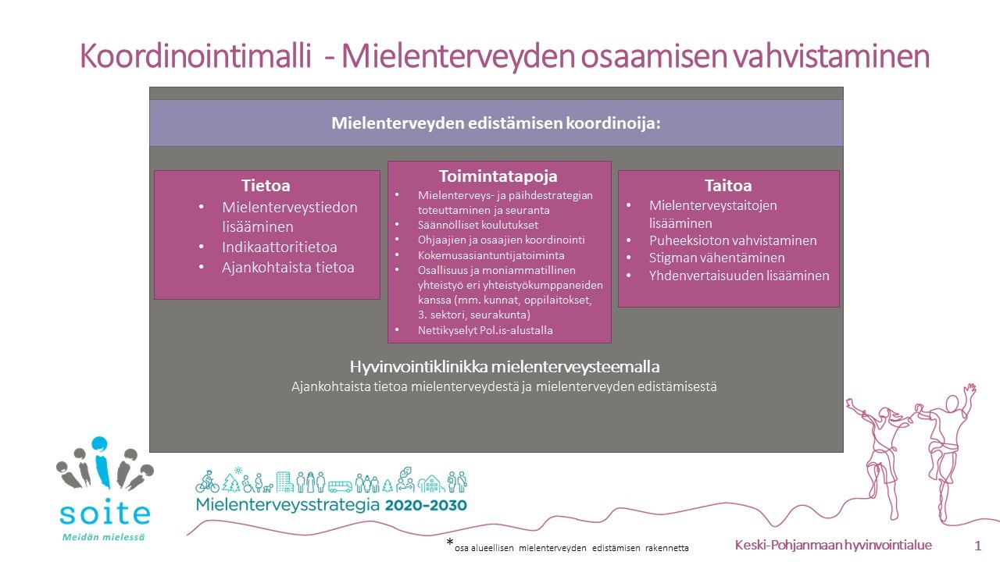 Koordinointimalli - Mielenterveyden osaamisen vahvistaminen
Mielenterveyden edistämisen koordinoija:
Tietoa
• Mielenterveystiedon
lisääminen
• Indikaattoritietoa
• Ajankohtaista tietoa
Toimintatapoja
• Mielenterveys- ja päihdestrategian
toteuttaminen ja seuranta
• Säännölliset koulutukset
• Ohjaajien ja osaajien koordinointi
• Kokemusasiantuntijatoiminta
• Osallisuus ja moniammatillinen
yhteistyö eri yhteistyökumppaneiden
kanssa (mm. kunnat, oppilaitokset,
3. sektori, seurakunta)
• Nettikyselyt Pol.is-alustalla
Taitoa
• Mielenterveystaitojen
lisääminen
• Puheeksioton vahvistaminen
• Stigman vähentäminen
• Yhdenvertaisuuden lisääminen
Hyvinvointiklinikka mielenterveysteemalla
Ajankohtaista tietoa mielenterveydestä ja mielenterveyden edistämisestä
soite
Meidän mielessä
Mielenterveysstrategia 2020–2030
*osa alueellisen mielenterveyden edistämisen rakennetta
Keski-Pohjanmaan hyvinvointialue
1